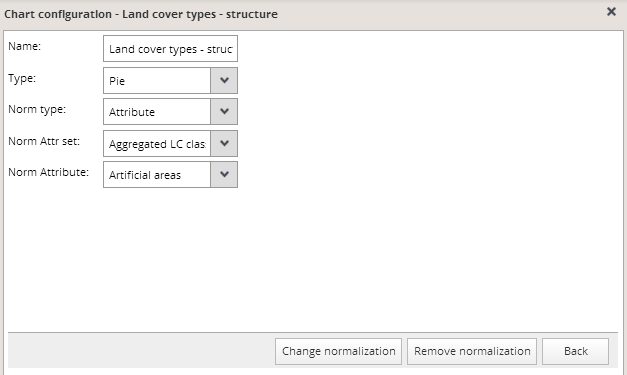 Chart configuration - Land cover types - structure
Name: Land cover types - struc
Type: Pie
Norm type: Attribute
Norm Attr set: Aggregated LC clas
Norm Attribute: Artificial areas
Change normalization Remove normalization Back